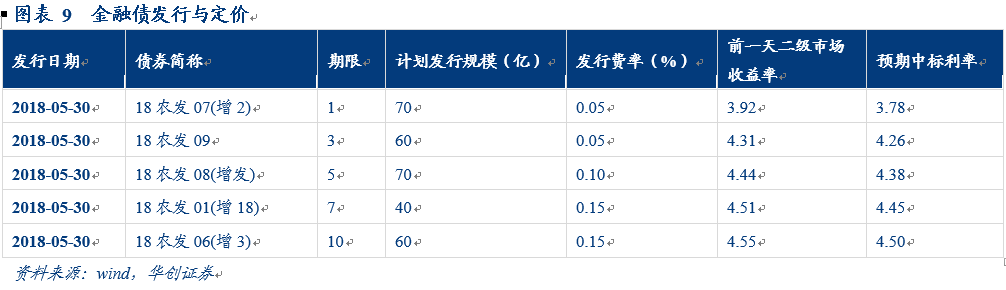 图表 9 金融债发行与定价
发行日期 债券简称 期限 计划发行规模（亿） 发行费率（%） 前一天二级市场收益率 预期中标利率
2018-05-30 18 农发 07(增 2) 1 70 0.05 3.92 3.78
2018-05-30 18 农发 09 3 60 0.05 4.31 4.26
2018-05-30 18 农发 08(增发) 5 70 0.10 4.44 4.38
2018-05-30 18 农发 01(增 18) 7 40 0.15 4.51 4.45
2018-05-30 18 农发 06(增 3) 10 60 0.15 4.55 4.50
资料来源：wind，华创证券